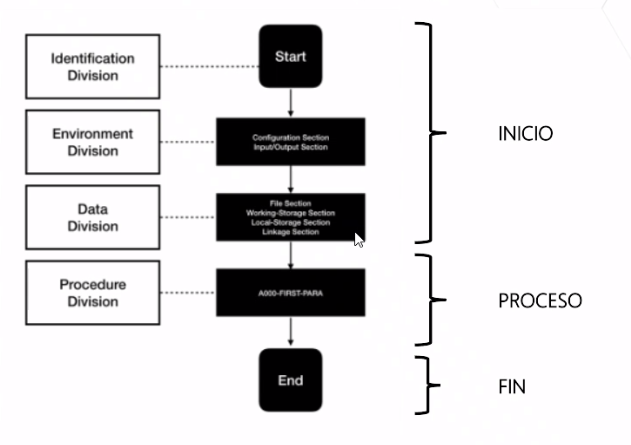 Identification
Division
Start
Environment
Division
Configuration Section
Input/Output Section
INICIO
Data
Division
File Section
Working-Storage Section
Local-Storage Section
Linkage Section
Procedure
Division
A000-FIRST-PARA
PROCESO
End
FIN